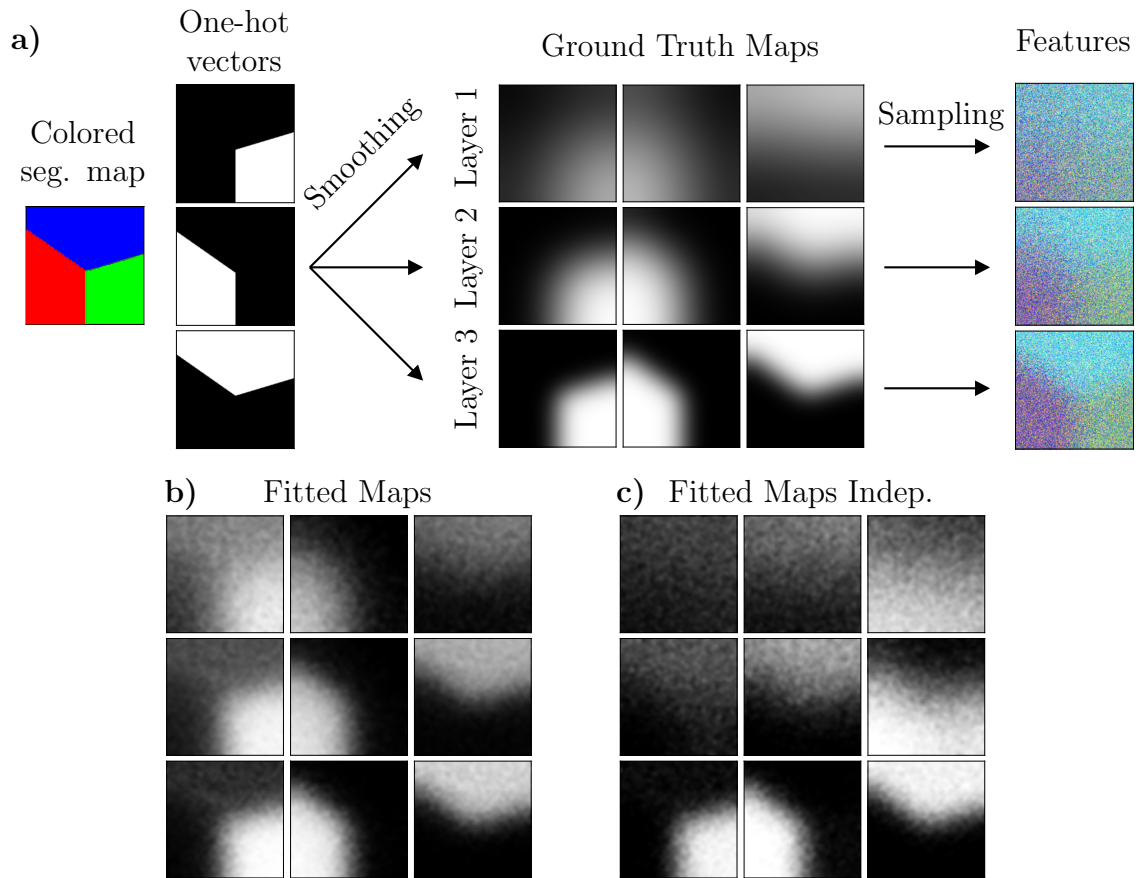 a)
One-hot
vectors
Ground Truth Maps
Features
Colored
seg. map
Smoothing
Layer 1
Layer 2
Layer 3
Sampling
b) Fitted Maps
c) Fitted Maps Indep.